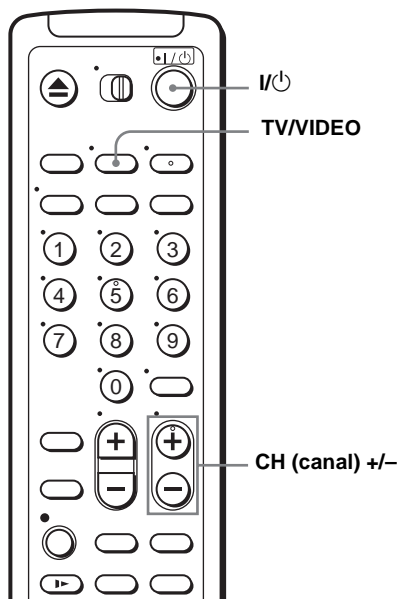 •I/⏻
I/⏻
TV/VIDEO
1 2 3
4 5 6
7 8 9
0
+ +
CH (canal) +/–
– –